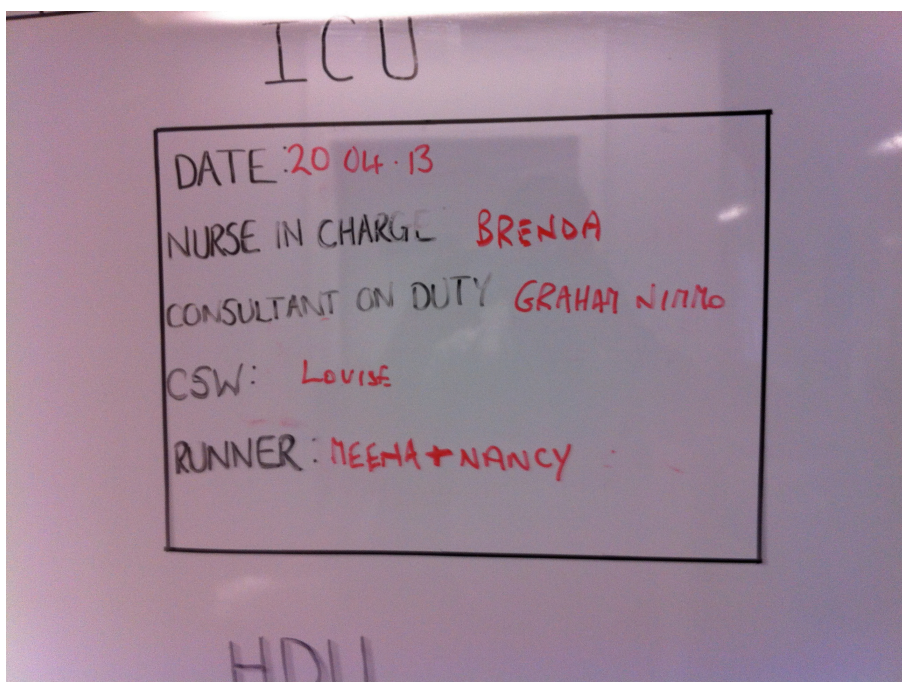 ICU
DATE:20 04.13
NURSE IN CHARGE BRENDA
CONSULTANT ON DUTY GRAHAM NIMMO
CSW: LOUISE
RUNNER: MEENA + NANCY
HDU